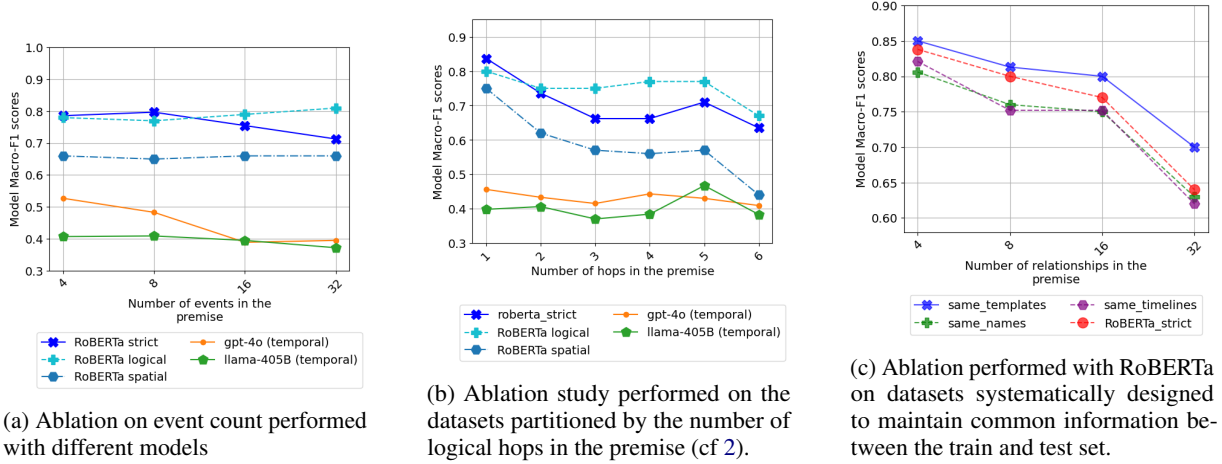 1.0
0.9
0.8
0.7
0.6
0.5
0.4
0.3
Model Macro-F1 scores
4 8 16 32
Number of events in the
premise
RoBERTa strict
RoBERTa logical
RoBERTa spatial
gpt-4o (temporal)
llama-405B (temporal)
(a) Ablation on event count performed
with different models
0.9
0.8
0.7
0.6
0.5
0.4
0.3
Model Macro-F1 scores
1 2 3 4 5 6
Number of hops in the premise
roberta_strict
RoBERTa logical
RoBERTa spatial
gpt-4o (temporal)
llama-405B (temporal)
(b) Ablation study performed on the
datasets partitioned by the number of
logical hops in the premise (cf 2).
0.85
0.80
0.75
0.70
0.65
0.60
Model Macro-F1 scores
4 8 16 32
Number of relationships in the
premise
same_templates
same_names
same_timelines
RoBERTa_strict
(c) Ablation performed with RoBERTa
on datasets systematically designed
to maintain common information be-
tween the train and test set.